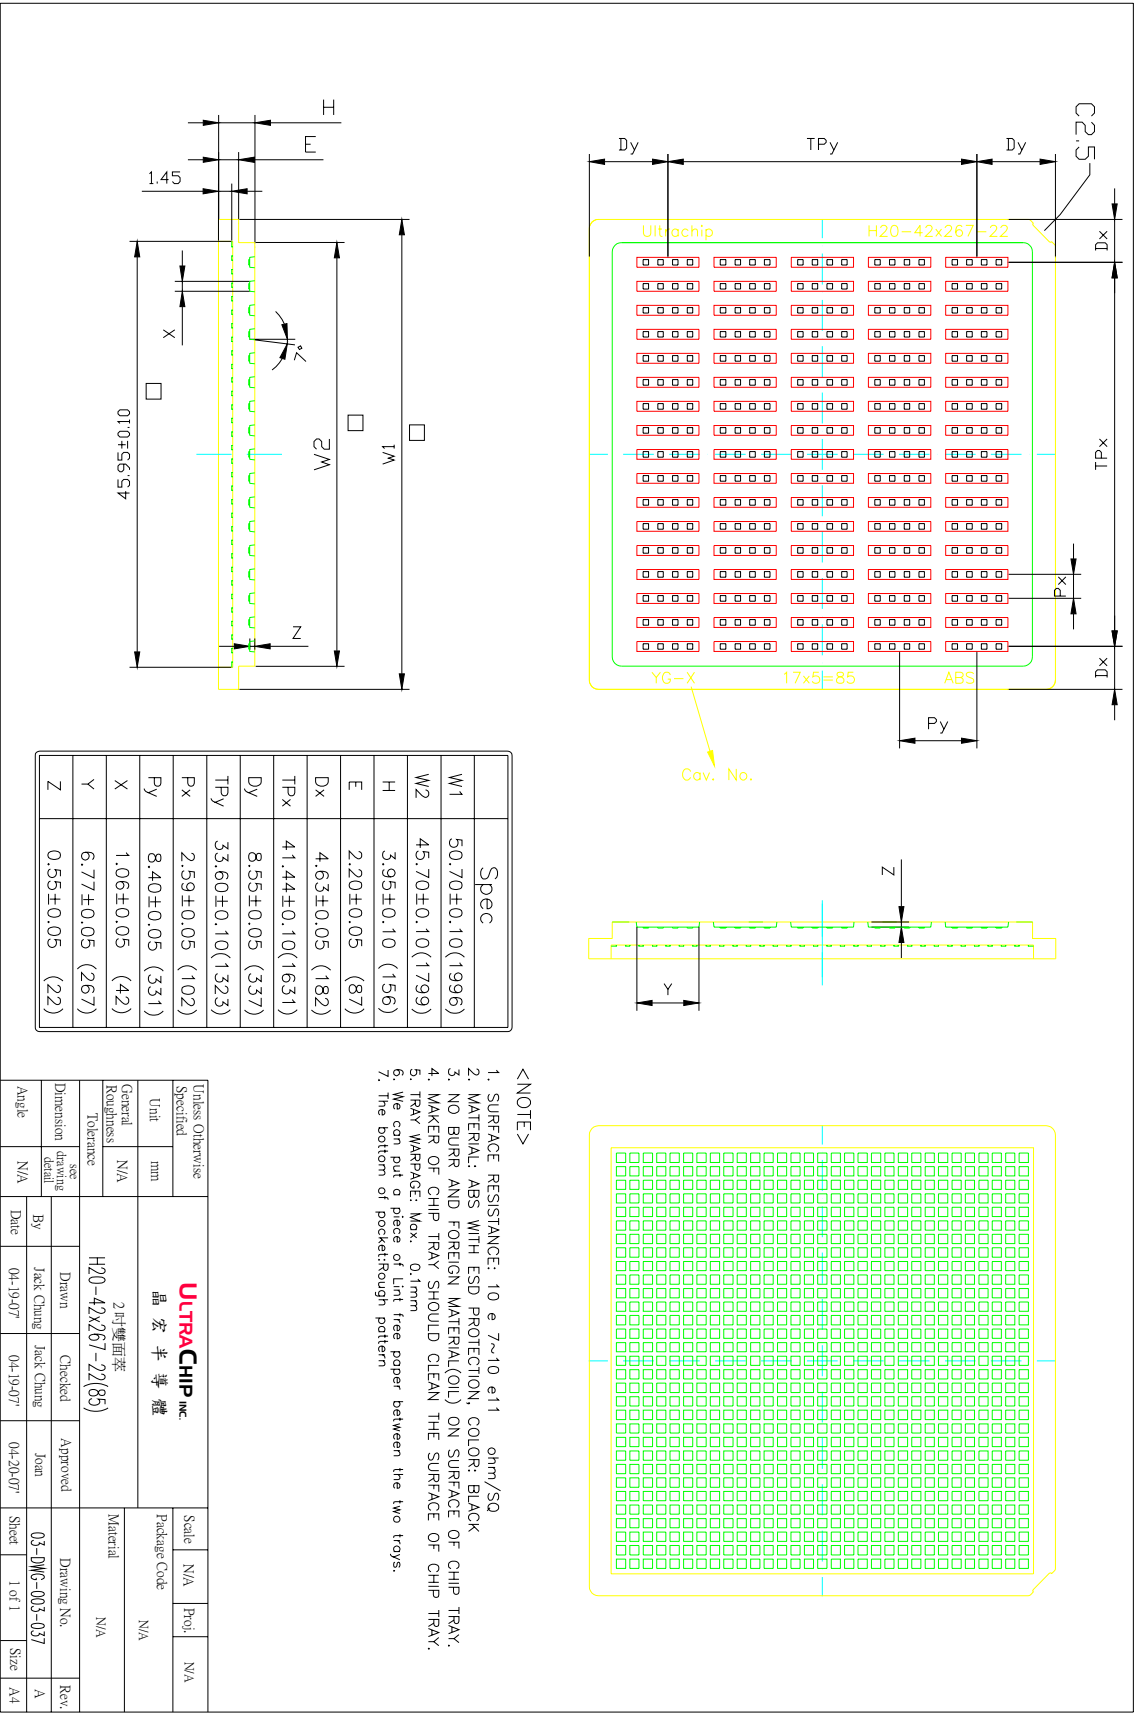 C2.5
Dx
TPx
Px
Dx
Dy
TPy
Dy
Py
H20-42x267-22
Ultrachip
ABS
17x5=85
YG-X
Cav. No.
H
E
1.45
X
7°
Z
W1
W2
45.95±0.10
Z
Y
Spec
W1 50.70±0.10(1996)
W2 45.70±0.10(1799)
H 3.95±0.10 (156)
E 2.20±0.05 (87)
Dx 4.63±0.05 (182)
TPx 41.44±0.10(1631)
Dy 8.55±0.05 (337)
TPy 33.60±0.10(1323)
Px 2.59±0.05 (102)
Py 8.40±0.05 (331)
X 1.06±0.05 (42)
Y 6.77±0.05 (267)
Z 0.55±0.05 (22)
<NOTE>
1. SURFACE RESISTANCE: 10 e 7~10 e11 ohm/SQ
2. MATERIAL: ABS WITH ESD PROTECTION, COLOR: BLACK
3. NO BURR AND FOREIGN MATERIAL(OIL) ON SURFACE OF CHIP TRAY.
4. MAKER OF CHIP TRAY SHOULD CLEAN THE SURFACE OF CHIP TRAY.
5. TRAY WARPAGE: Max. 0.1mm
6. We can put a piece of Lint free paper between the two trays.
7. The bottom of pocket:Rough pattern
Unless Otherwise Specified
Unit mm
General Roughness N/A
Tolerance
Dimension see drawing detail
Angle N/A
ULTRACHIP INC.
晶宏半導體
2吋雙面萃
H20-42x267-22(85)
Scale N/A Proj. N/A
Package Code N/A
Material N/A
Drawn Checked Approved Drawing No. Rev.
By Jack Chung Jack Chung Joan 03-DWG-003-037 A
Date 04-19-07' 04-19-07' 04-20-07' Sheet 1 of 1 Size A4